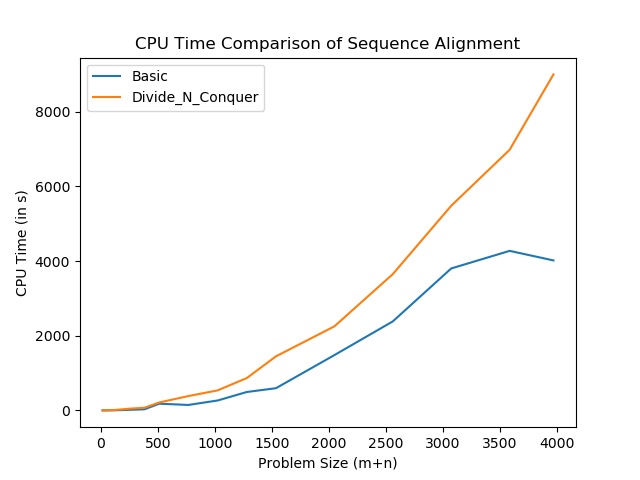 CPU Time Comparison of Sequence Alignment
Basic
Divide_N_Conquer
8000
6000
4000
2000
0
CPU Time (in s)
0 500 1000 1500 2000 2500 3000 3500 4000
Problem Size (m+n)